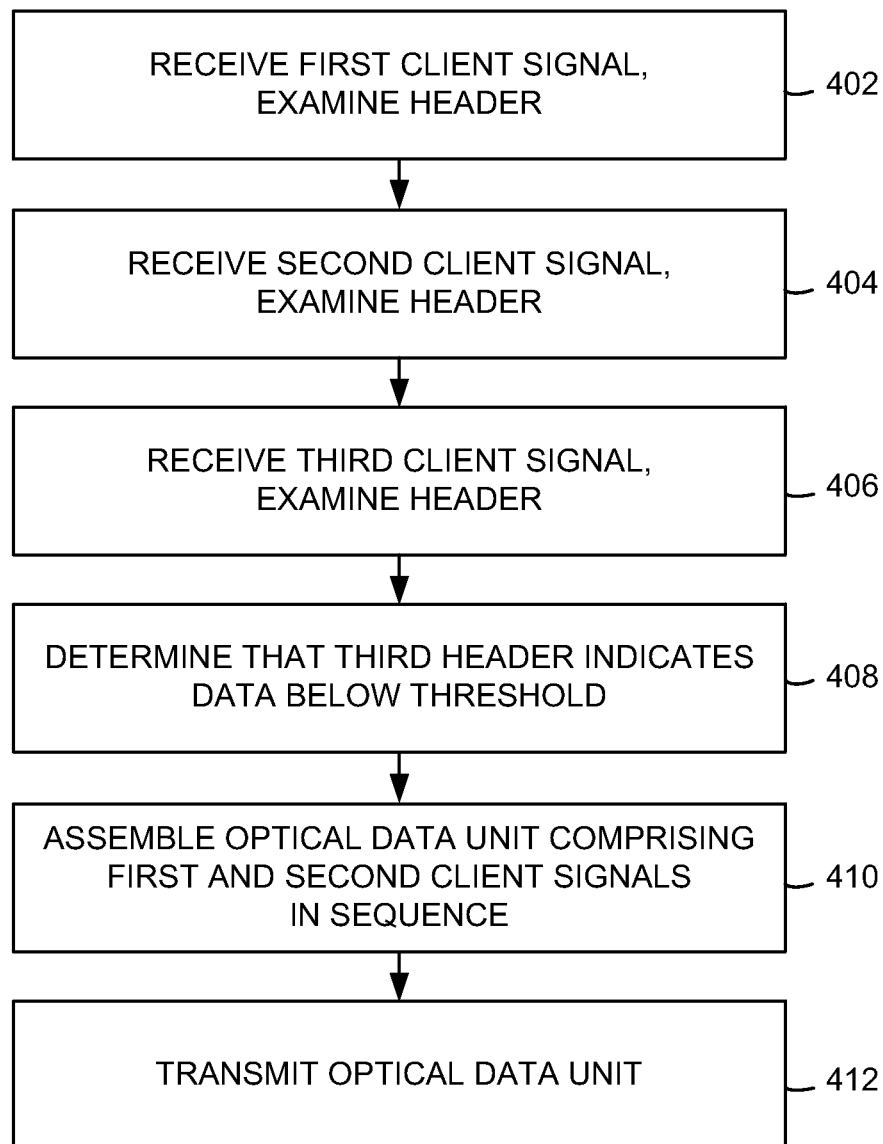 RECEIVE FIRST CLIENT SIGNAL,
EXAMINE HEADER
402
RECEIVE SECOND CLIENT SIGNAL,
EXAMINE HEADER
404
RECEIVE THIRD CLIENT SIGNAL,
EXAMINE HEADER
406
DETERMINE THAT THIRD HEADER INDICATES
DATA BELOW THRESHOLD
408
ASSEMBLE OPTICAL DATA UNIT COMPRISING
FIRST AND SECOND CLIENT SIGNALS
IN SEQUENCE
410
TRANSMIT OPTICAL DATA UNIT
412